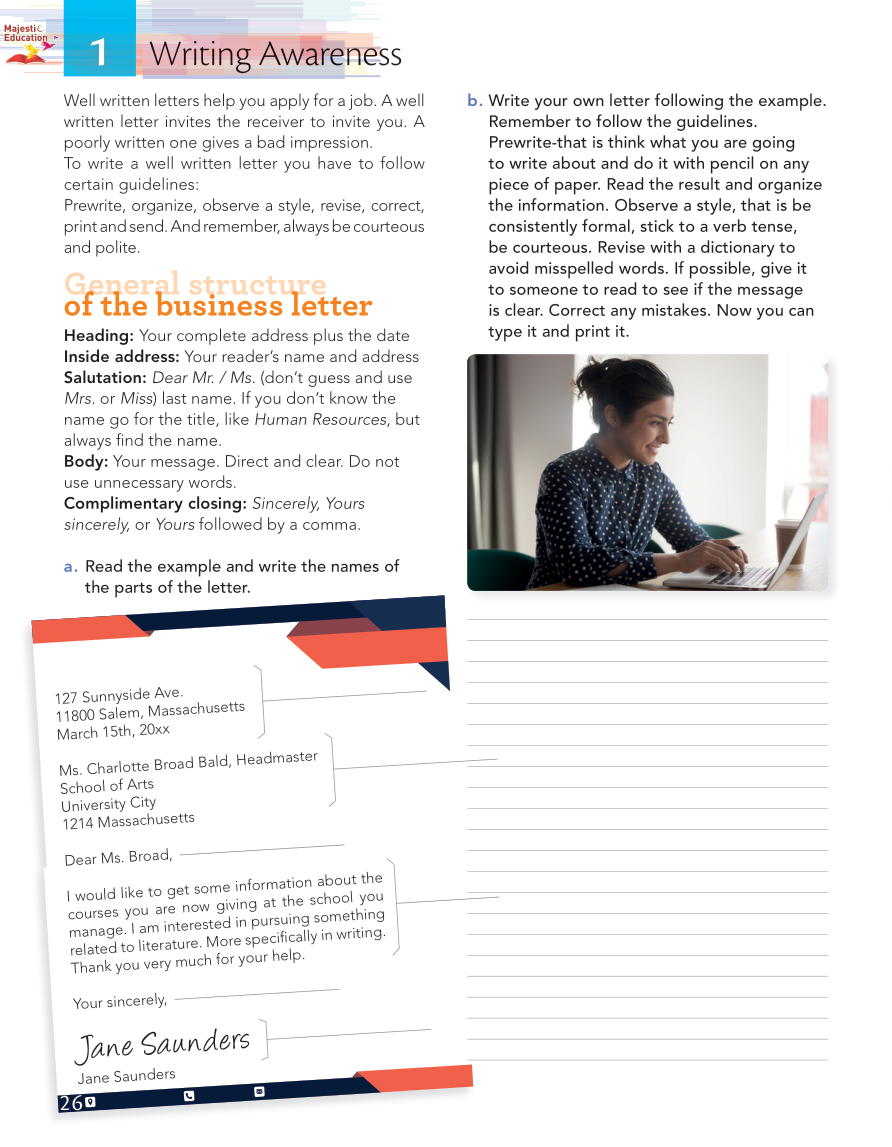 Majestic
Education
1
Writing Awareness
Well written letters help you apply for a job. A well
written letter invites the receiver to invite you. A
poorly written one gives a bad impression.
To write a well written letter you have to follow
certain guidelines:
Prewrite, organize, observe a style, revise, correct,
print and send. And remember, always be courteous
and polite.
General structure
of the business letter
Heading: Your complete address plus the date
Inside address: Your reader's name and address
Salutation: Dear Mr. / Ms. (don't guess and use
Mrs. or Miss) last name. If you don't know the
name go for the title, like Human Resources, but
always find the name.
Body: Your message. Direct and clear. Do not
use unnecessary words.
Complimentary closing: Sincerely, Yours
sincerely, or Yours followed by a comma.
a. Read the example and write the names of
the parts of the letter.
127 Sunnyside Ave.
11800 Salem, Massachusetts
March 15th, 20xx
Ms. Charlotte Broad Bald, Headmaster
School of Arts
University City
1214 Massachusetts
Dear Ms. Broad,
I would like to get some information about the
courses you are now giving at the school you
manage. I am interested in pursuing something
related to literature. More specifically in writing.
Thank you very much for your help.
Your sincerely,
Jane Saunders
Jane Saunders
26
b. Write your own letter following the example.
Remember to follow the guidelines.
Prewrite-that is think what you are going
to write about and do it with pencil on any
piece of paper. Read the result and organize
the information. Observe a style, that is be
consistently formal, stick to a verb tense,
be courteous. Revise with a dictionary to
avoid misspelled words. If possible, give it
to someone to read to see if the message
is clear. Correct any mistakes. Now you can
type it and print it.